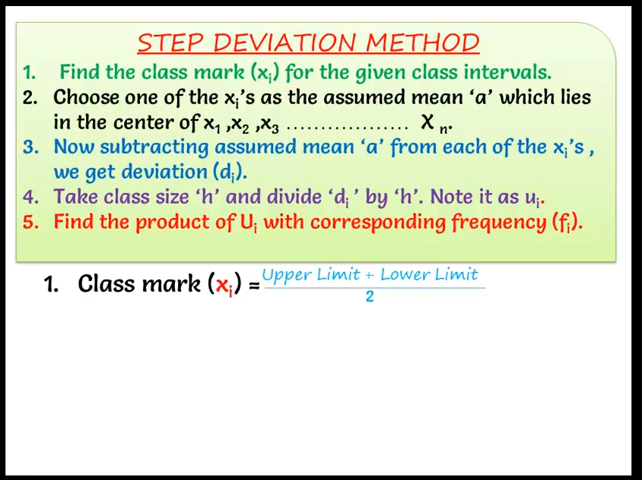 STEP DEVIATION METHOD
1. Find the class mark (xᵢ) for the given class intervals.
2. Choose one of the xᵢ's as the assumed mean ‘a’ which lies
in the center of x₁ ,x₂ ,x₃ .................. X ₙ.
3. Now subtracting assumed mean ‘a’ from each of the xᵢ's ,
we get deviation (dᵢ).
4. Take class size ‘h’ and divide ‘dᵢ ’ by ‘h’. Note it as uᵢ.
5. Find the product of Uᵢ with corresponding frequency (fᵢ).
1. Class mark (xᵢ) = Upper Limit + Lower Limit
2